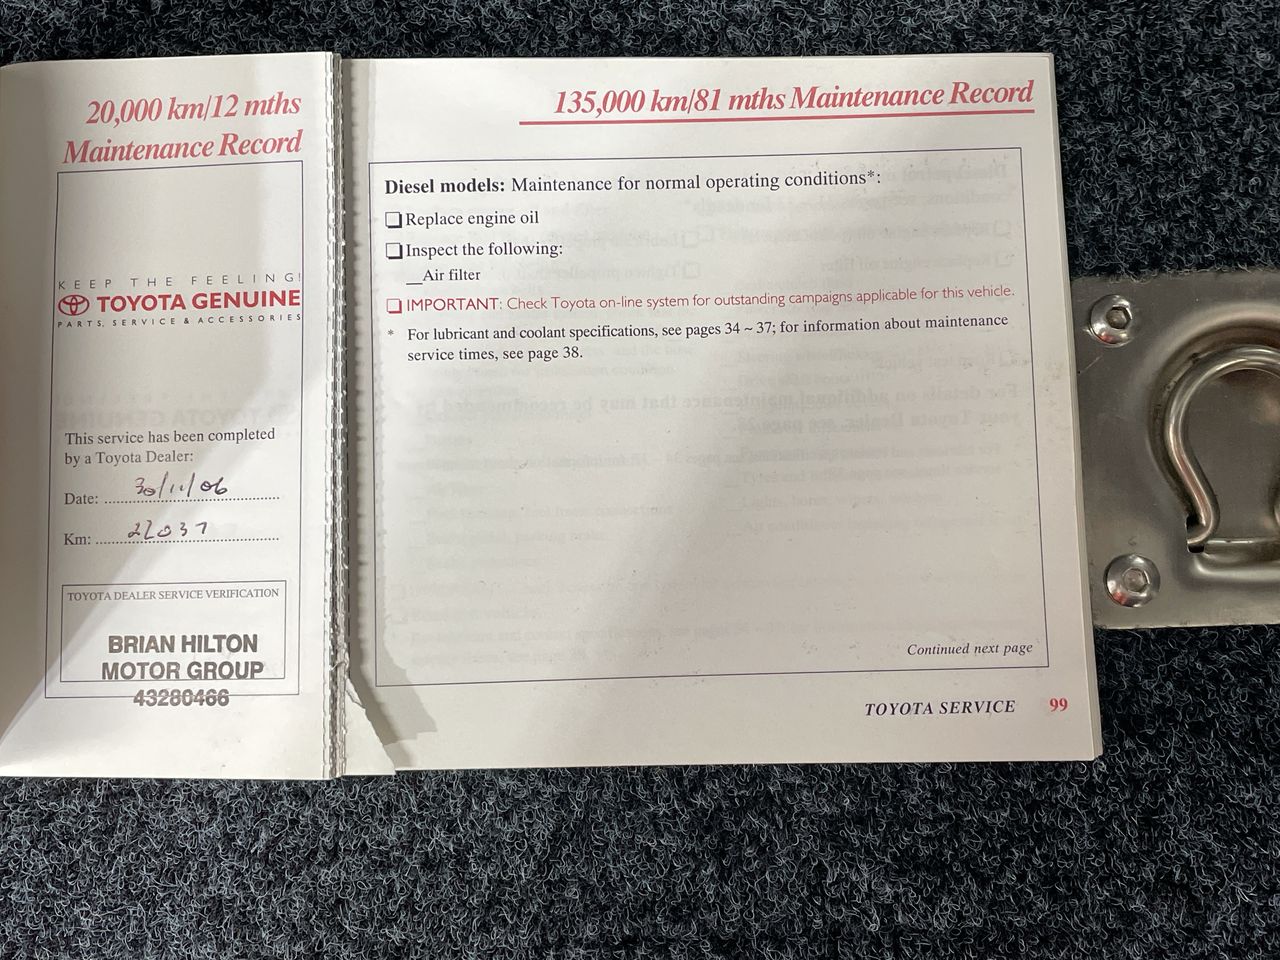 20,000 km/12 mths
Maintenance Record
KEEP THE FEELING!
TOYOTA GENUINE
PARTS, SERVICE & ACCESSORIES
This service has been completed
by a Toyota Dealer:
Date: 30/11/06
Km: 22037
TOYOTA DEALER SERVICE VERIFICATION
BRIAN HILTON
MOTOR GROUP
43280466
135,000 km/81 mths Maintenance Record
Diesel models: Maintenance for normal operating conditions*:
Replace engine oil
Inspect the following:
__Air filter
IMPORTANT: Check Toyota on-line system for outstanding campaigns applicable for this vehicle.
* For lubricant and coolant specifications, see pages 34 ~ 37; for information about maintenance
service times, see page 38.
Continued next page
TOYOTA SERVICE 99